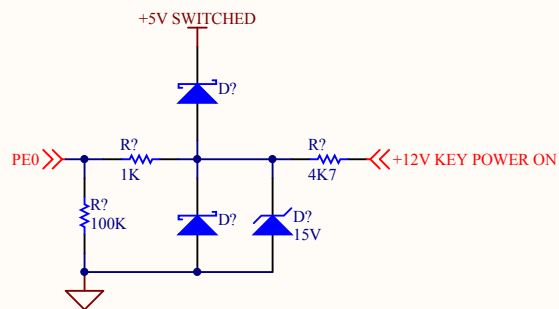 +5V SWITCHED
D?
PE0
R?
1K
R?
4K7
+12V KEY POWER ON
R?
100K
D?
D?
15V